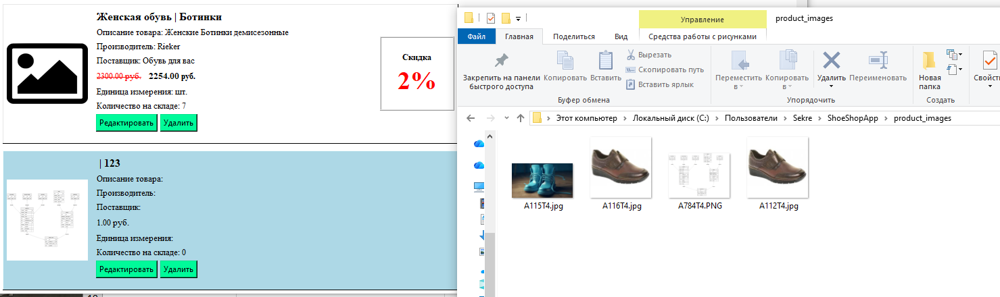 Женская обувь | Ботинки
Описание товара: Женские Ботинки демисезонные
Производитель: Rieker
Поставщик: Обувь для вас
2300.00 руб. 2254.00 руб.
Единица измерения: шт.
Количество на складе: 7
Редактировать Удалить
Скидка
2%
| 123
Описание товара:
Производитель:
Поставщик:
1.00 руб.
Единица измерения:
Количество на складе: 0
Редактировать Удалить
Управление
product_images
Файл Главная Поделиться Вид Средства работы с рисунками
Закрепить на панели
быстрого доступа
Копировать
Вставить
Вырезать
Скопировать путь
Вставить ярлык
Буфер обмена
Переместить
в
Копировать
в
Удалить
Переименовать
Упорядочить
Новая
папка
Создать
Свойст
Этот компьютер > Локальный диск (C:) > Пользователи > Sekre > ShoeShopApp > product_images
A115T4.jpg
A116T4.jpg
A784T4.PNG
A112T4.jpg